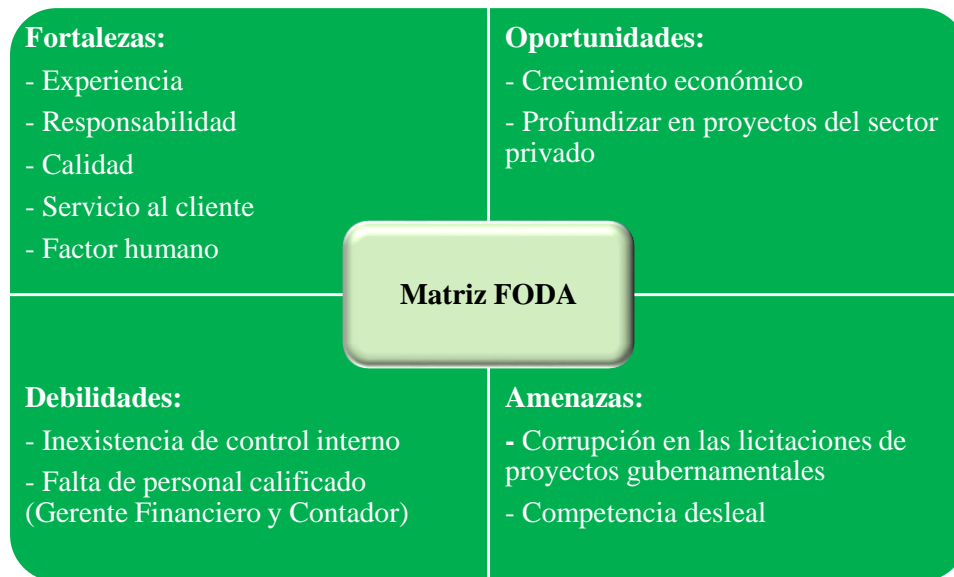 Fortalezas:
- Experiencia
- Responsabilidad
- Calidad
- Servicio al cliente
- Factor humano
Oportunidades:
- Crecimiento económico
- Profundizar en proyectos del sector
privado
Matriz FODA
Debilidades:
- Inexistencia de control interno
- Falta de personal calificado
(Gerente Financiero y Contador)
Amenazas:
- Corrupción en las licitaciones de
proyectos gubernamentales
- Competencia desleal